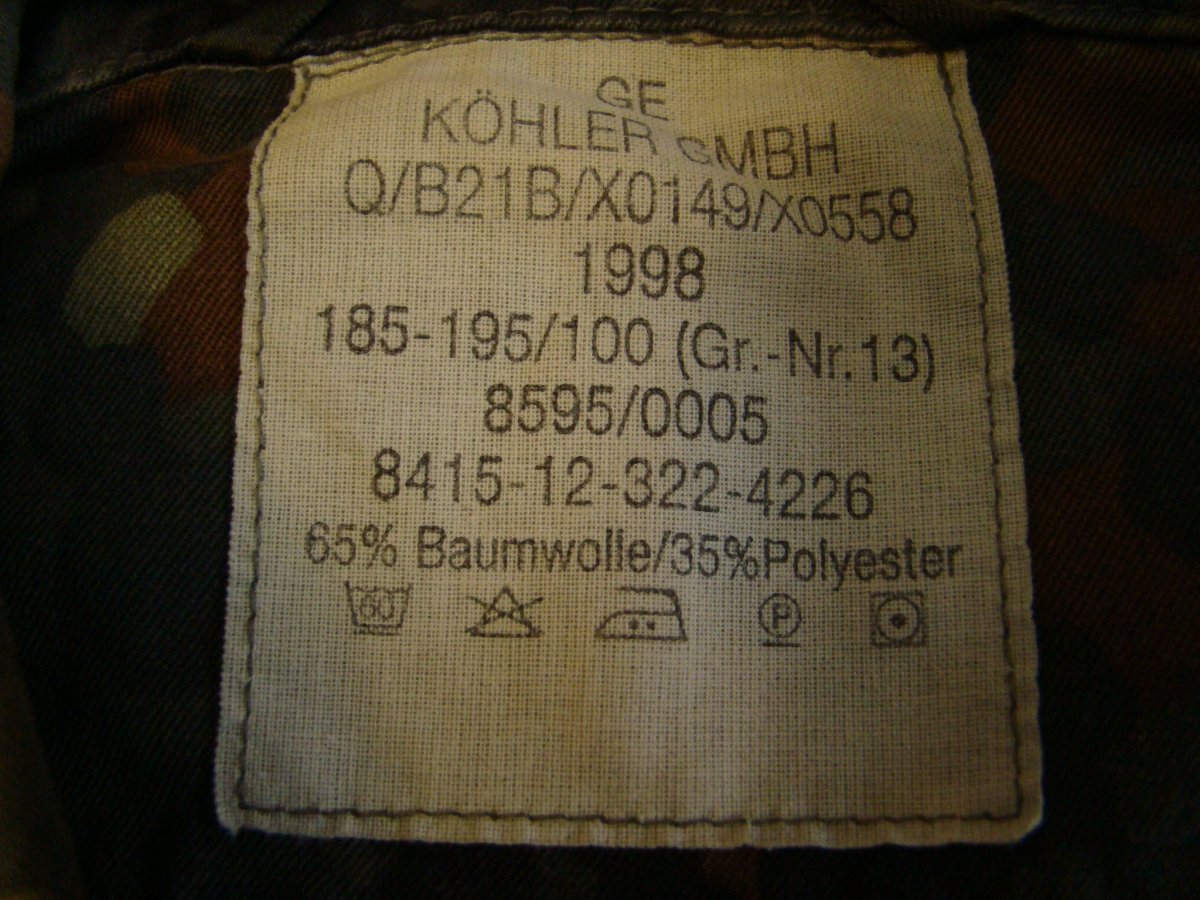 GE
KÖHLER GMBH
Q/B21B/X0149/X0558
1998
185-195/100 (Gr.-Nr.13)
8595/0005
8415-12-322-4226
65% Baumwolle/35%Polyester
60 P